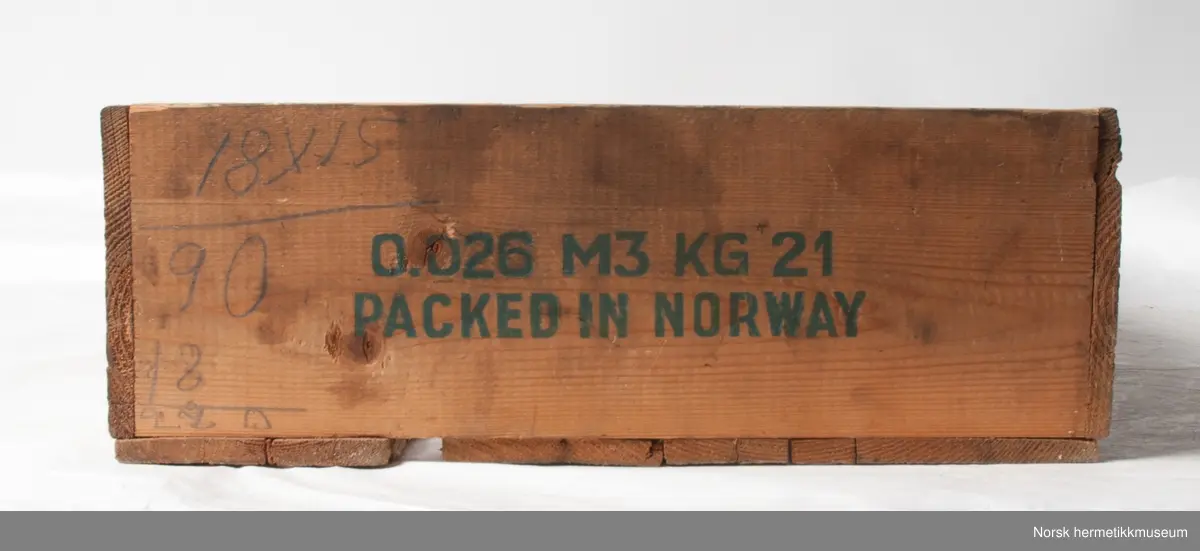 18X15
90
18
0.026 M3 KG 21
PACKED IN NORWAY
Norsk hermetikkmuseum